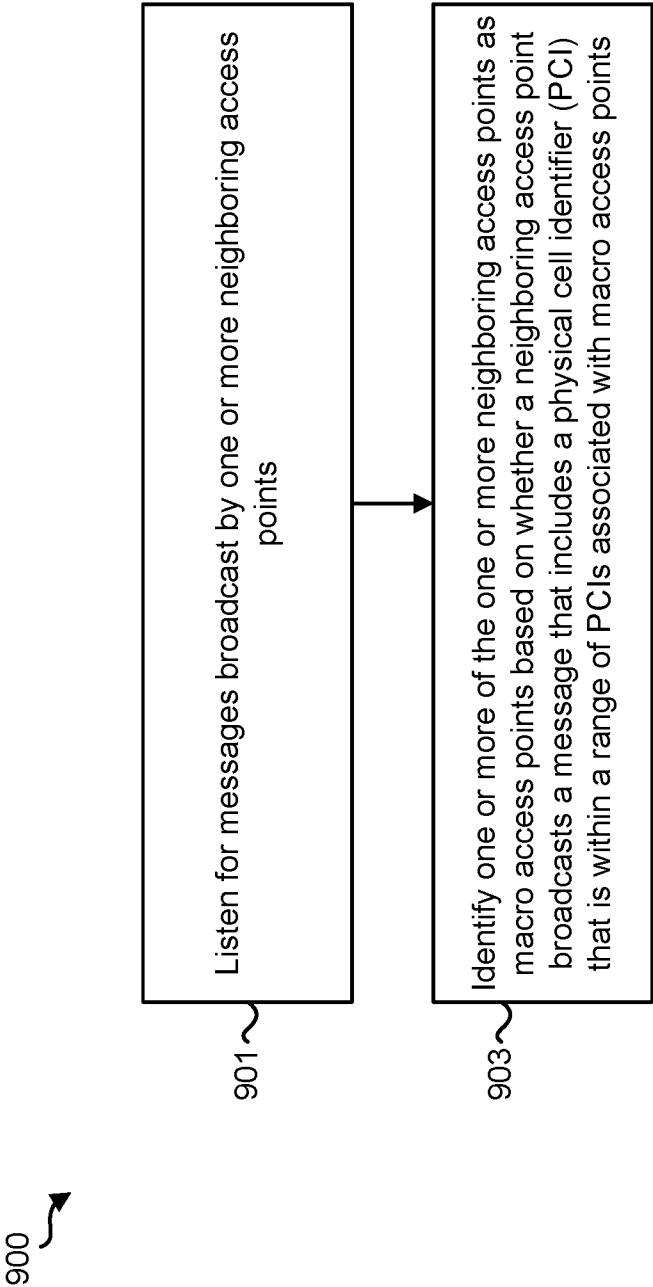 900
901
Listen for messages broadcast by one or more neighboring access
points
903
Identify one or more of the one or more neighboring access points as
macro access points based on whether a neighboring access point
broadcasts a message that includes a physical cell identifier (PCI)
that is within a range of PCIs associated with macro access points